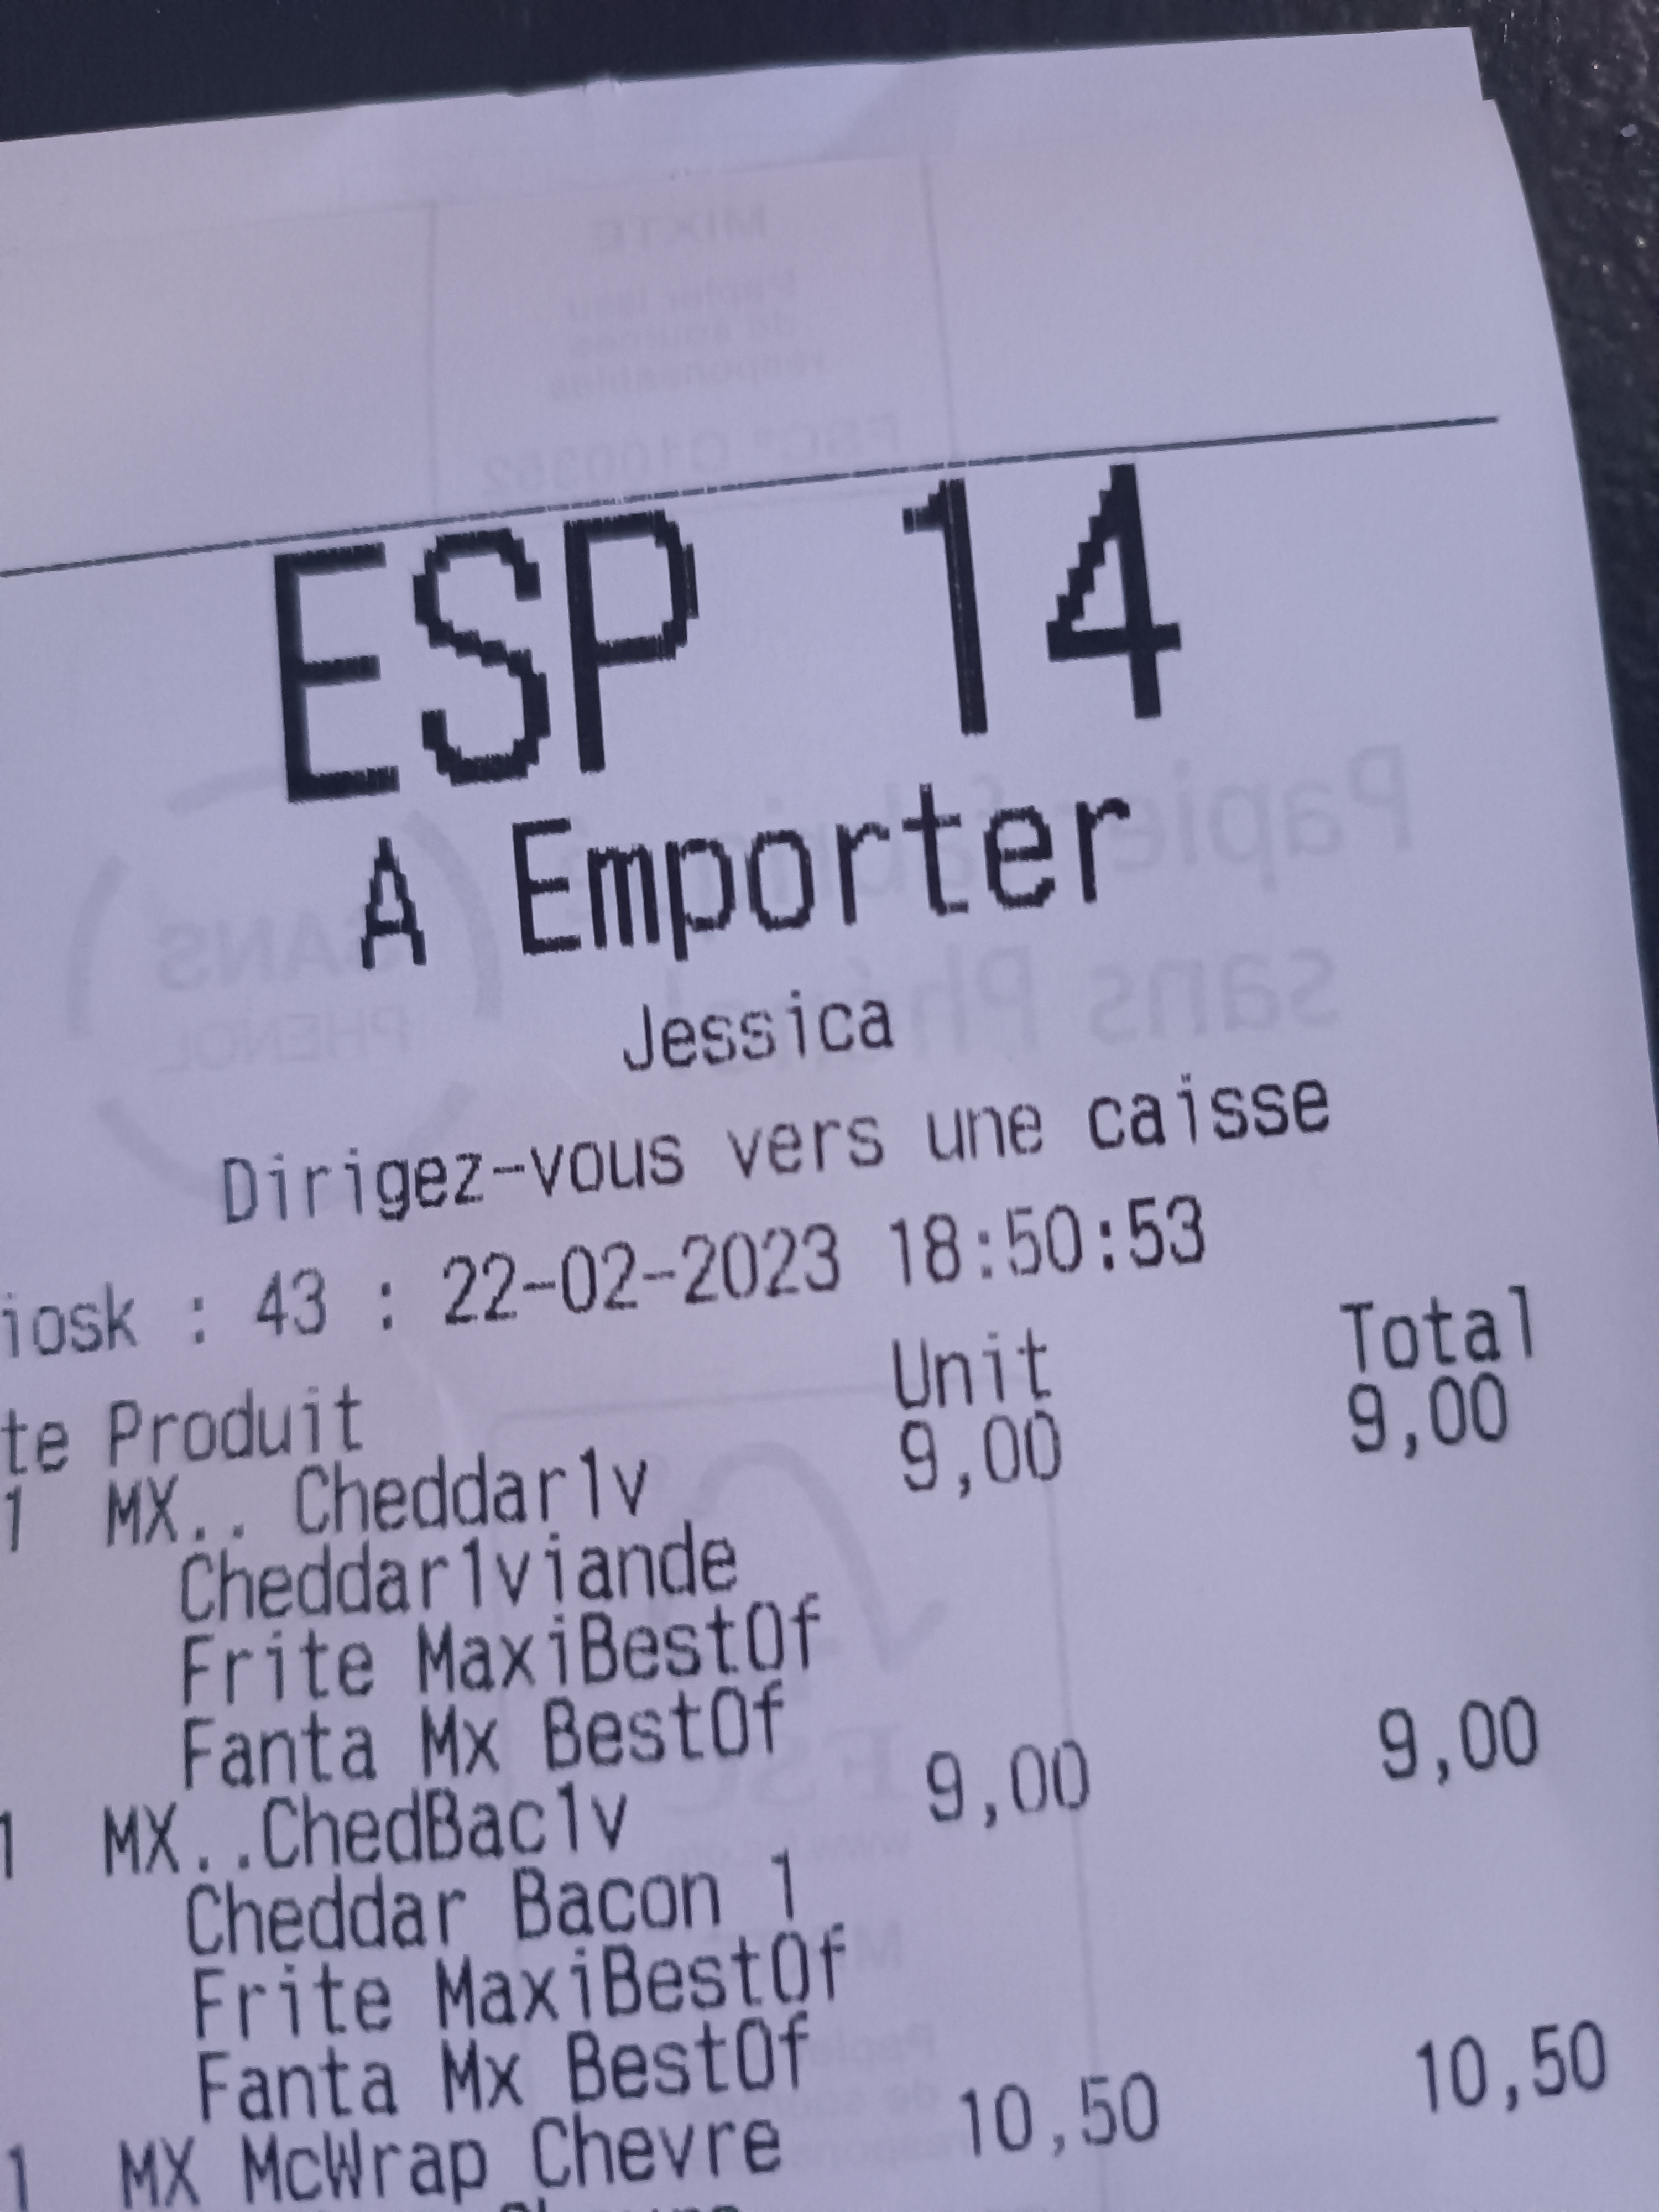 ESP 14
A Emporter
Jessica
Dirigez-vous vers une caisse
iosk : 43 : 22-02-2023 18:50:53
te Produit Unit Total
1 MX.. Cheddar1v 9,00 9,00
Cheddar1viande
Frite MaxiBestOf
Fanta Mx BestOf
1 MX..ChedBac1v 9,00 9,00
Cheddar Bacon 1
Frite MaxiBestOf
Fanta Mx BestOf
1 MX McWrap Chevre 10,50 10,50